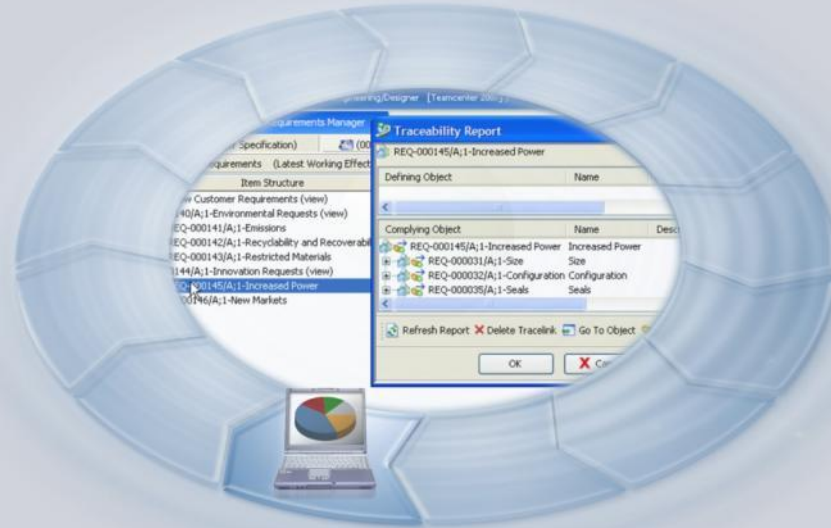 Engineering/Designer [Teamcenter 2007]
Requirements Manager
Specification)
(00
Requirements (Latest Working Effect
Item Structure
Customer Requirements (view)
140/A;1-Environmental Requests (view)
REQ-000141/A;1-Emissions
REQ-000142/A;1-Recyclability and Recoverabil
REQ-000143/A;1-Restricted Materials
144/A;1-Innovation Requests (view)
REQ-000145/A;1-Increased Power
000146/A;1-New Markets
Traceability Report
REQ-000145/A;1-Increased Power
Defining Object Name
Complying Object Name Desc
REQ-000145/A;1-Increased Power Increased Power
REQ-000031/A;1-Size Size
REQ-000032/A;1-Configuration Configuration
REQ-000035/A;1-Seals Seals
Refresh Report Delete Tracelink Go To Object
OK